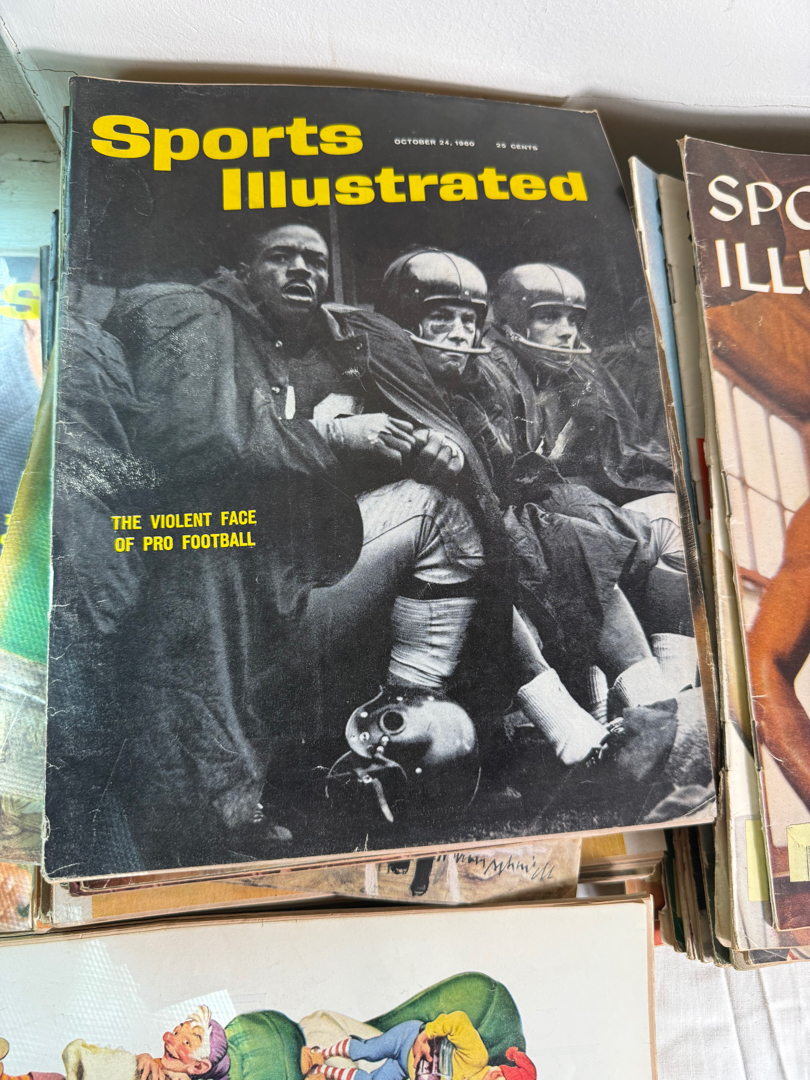 Sports
Illustrated
OCTOBER 24, 1960 25 CENTS
THE VIOLENT FACE
OF PRO FOOTBALL
SPO
ILLU
S